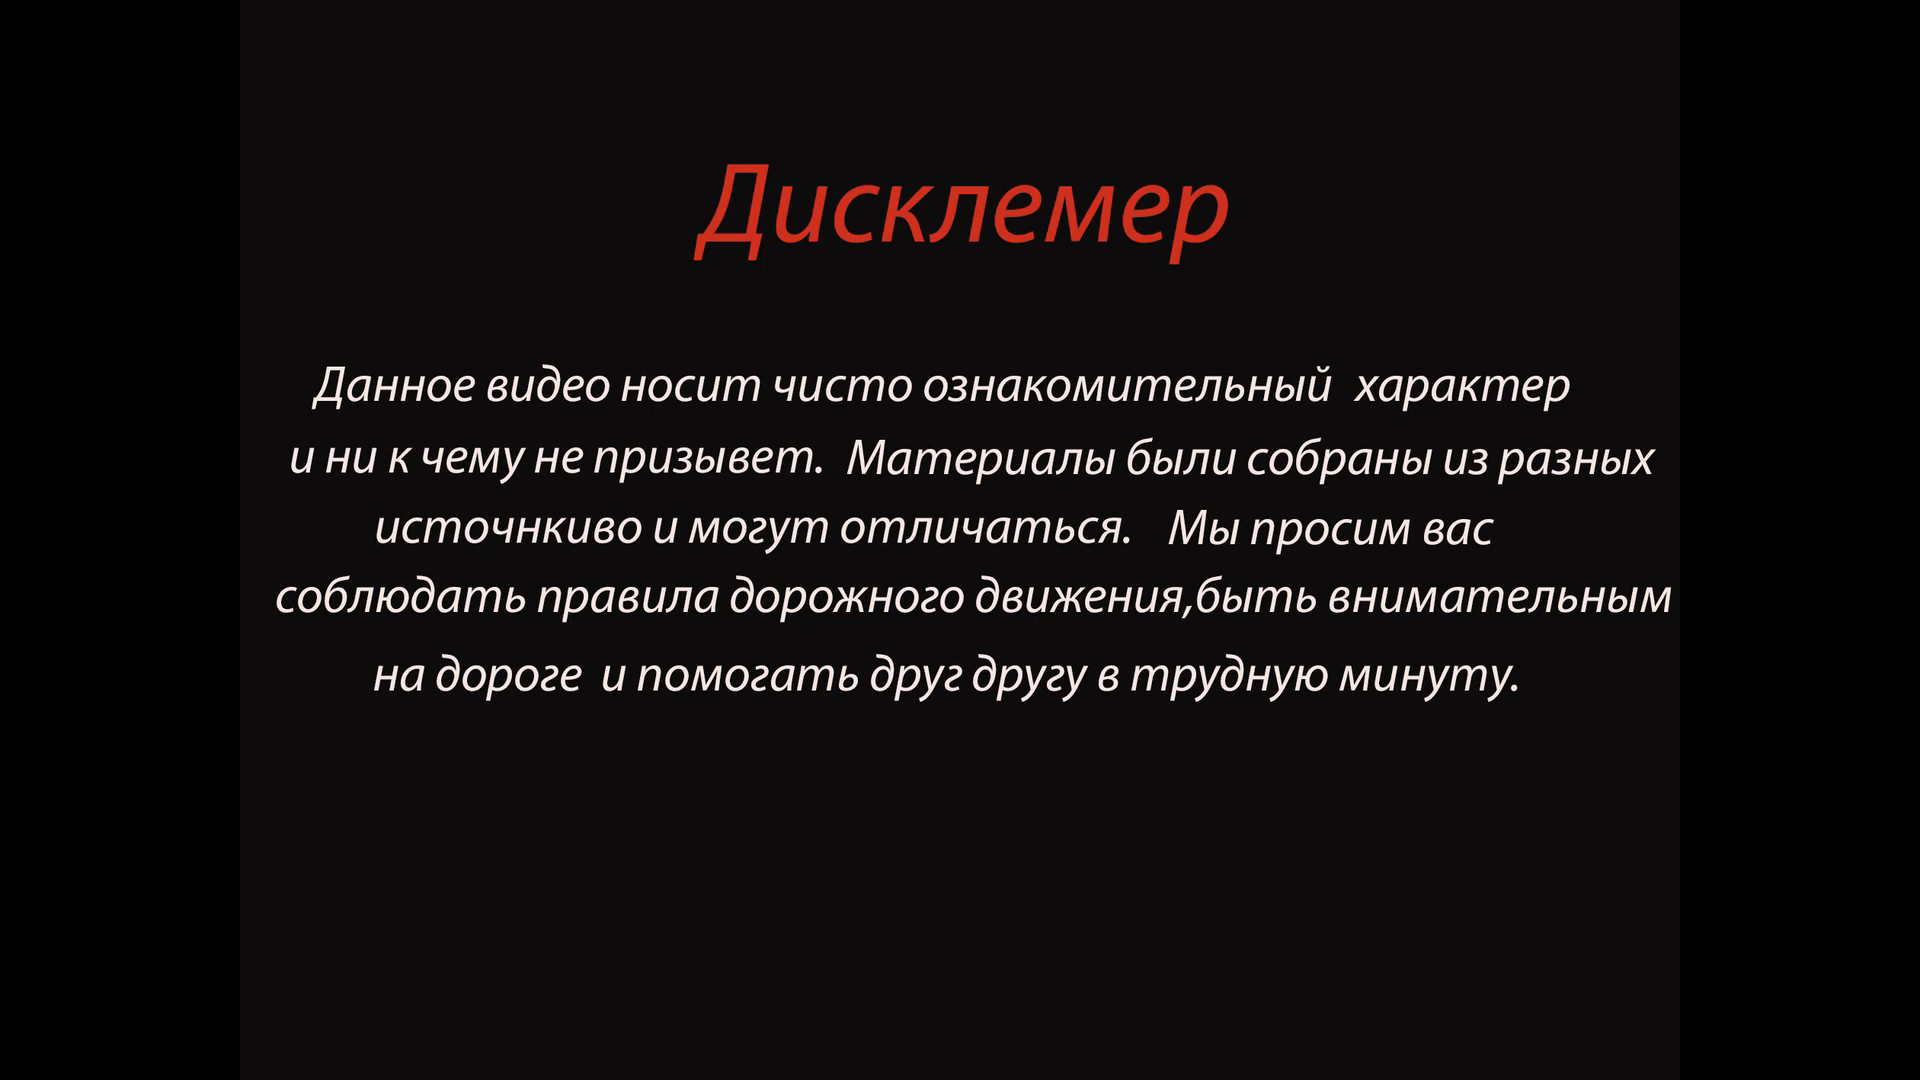 Дисклемер
Данное видео носит чисто ознакомительный характер
и ни к чему не призывет. Материалы были собраны из разных
источнкиво и могут отличаться. Мы просим вас
соблюдать правила дорожного движения,быть внимательным
на дороге и помогать друг другу в трудную минуту.